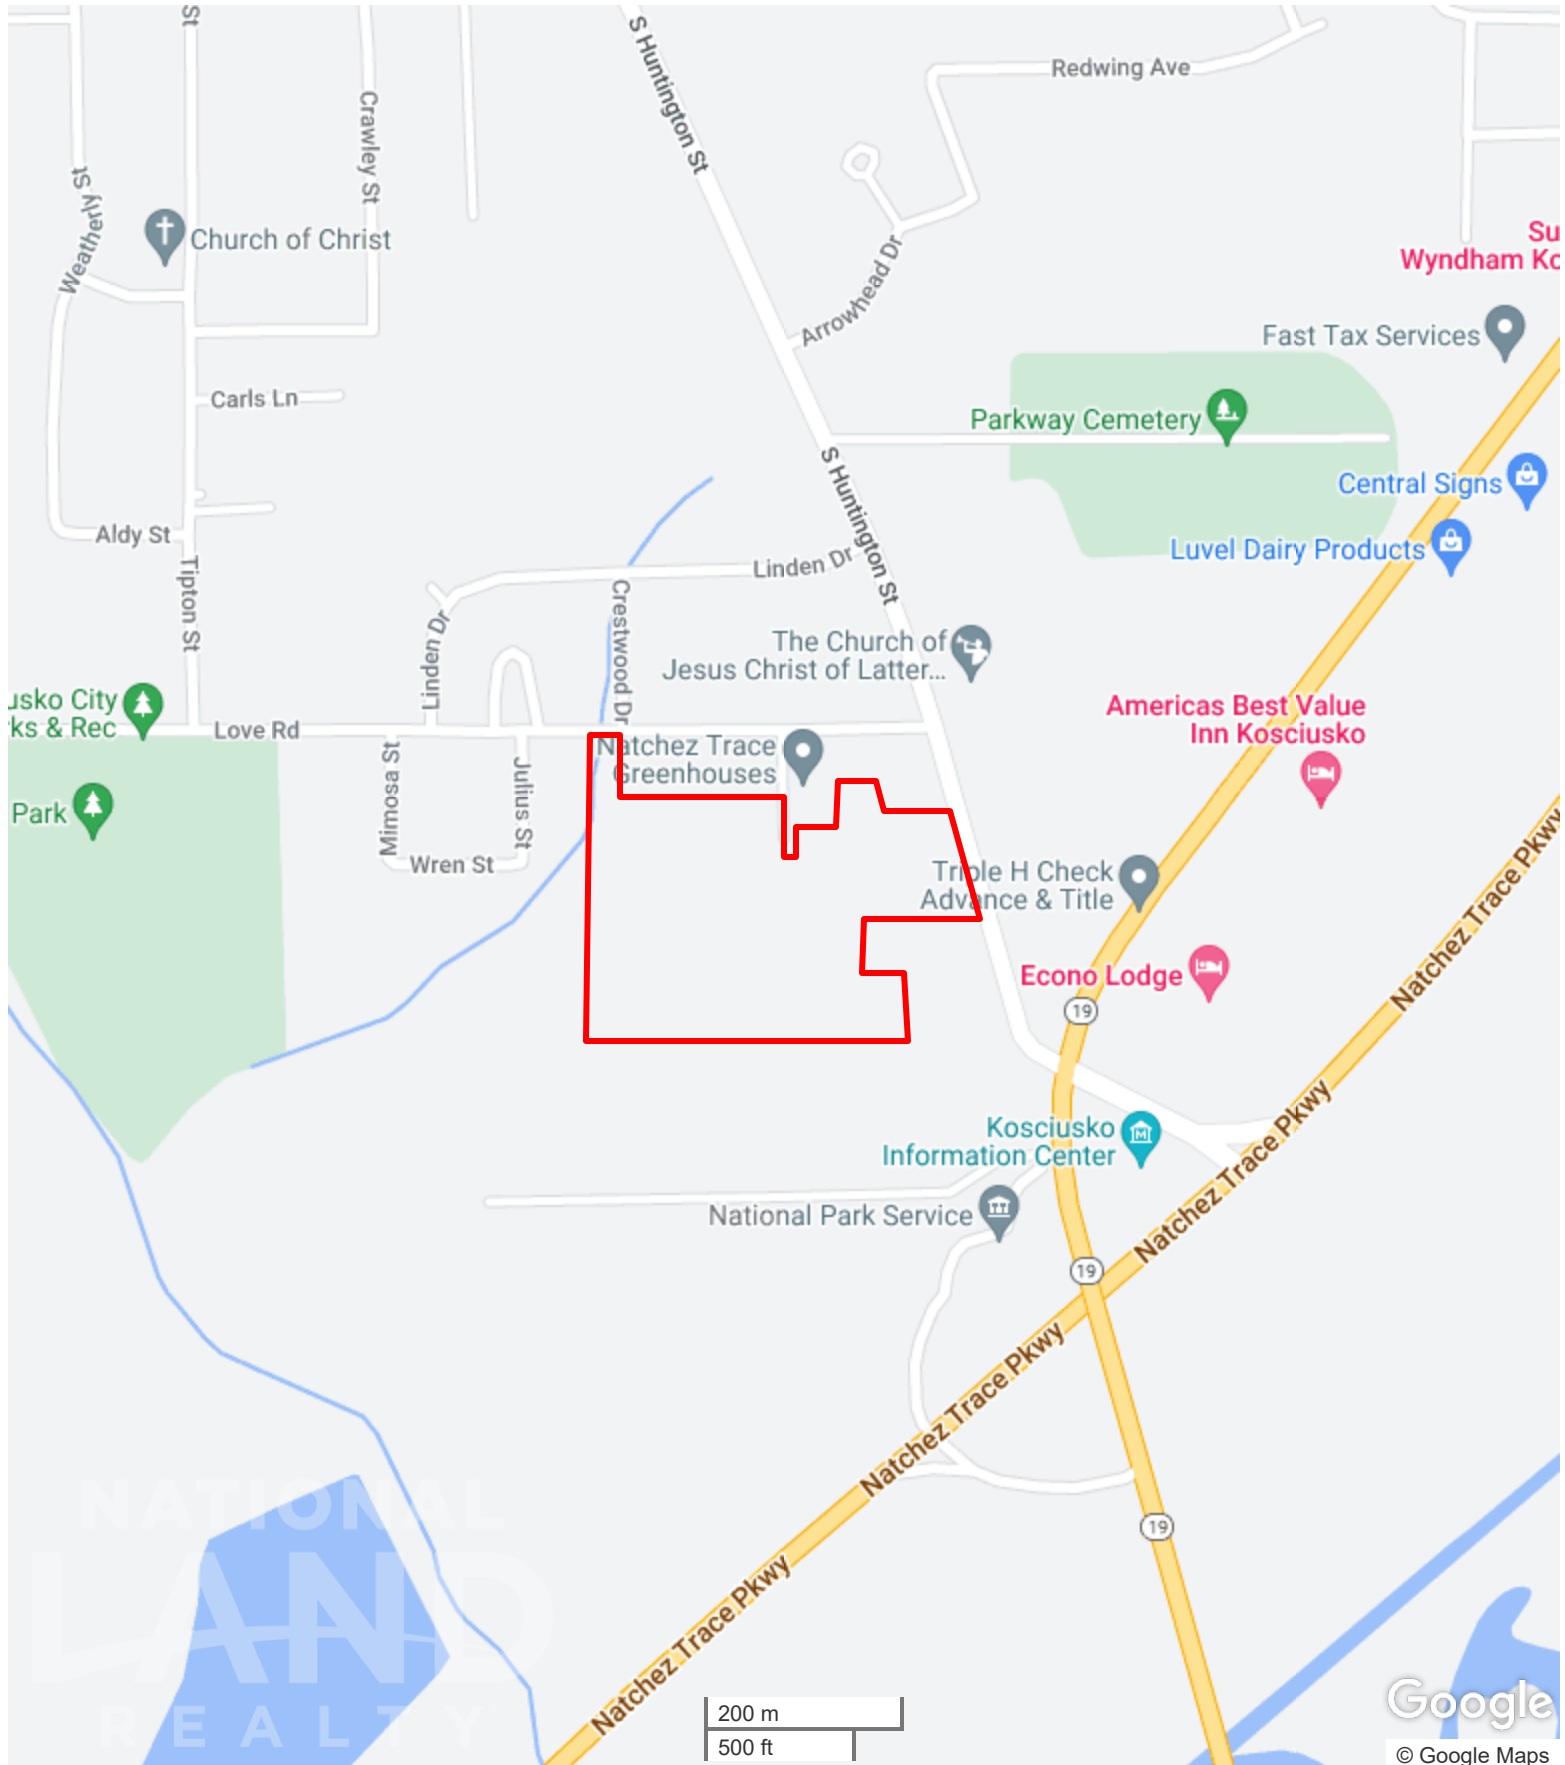 St
S Huntington St
Redwing Ave
Crawley St
Weatherly St
Church of Christ
Arrowhead Dr
Su
Wyndham Ko
Fast Tax Services
Carls Ln
Parkway Cemetery
S Huntington St
Central Signs
Aldy St
Luvel Dairy Products
Linden Dr
Tipton St
Crestwood Dr
Linden Dr
The Church of
Jesus Christ of Latter...
usko City
rks & Rec
Love Rd
Americas Best Value
Inn Kosciusko
Natchez Trace
Greenhouses
Mimosa St
Julius St
Park
Wren St
Triple H Check
Advance & Title
Natchez Trace Pkwy
Econo Lodge
19
Kosciusko
Information Center
Natchez Trace Pkwy
National Park Service
19
Natchez Trace Pkwy
NATIONAL
LAND
REALTY
19
Natchez Trace Pkwy
200 m
500 ft
Google
© Google Maps